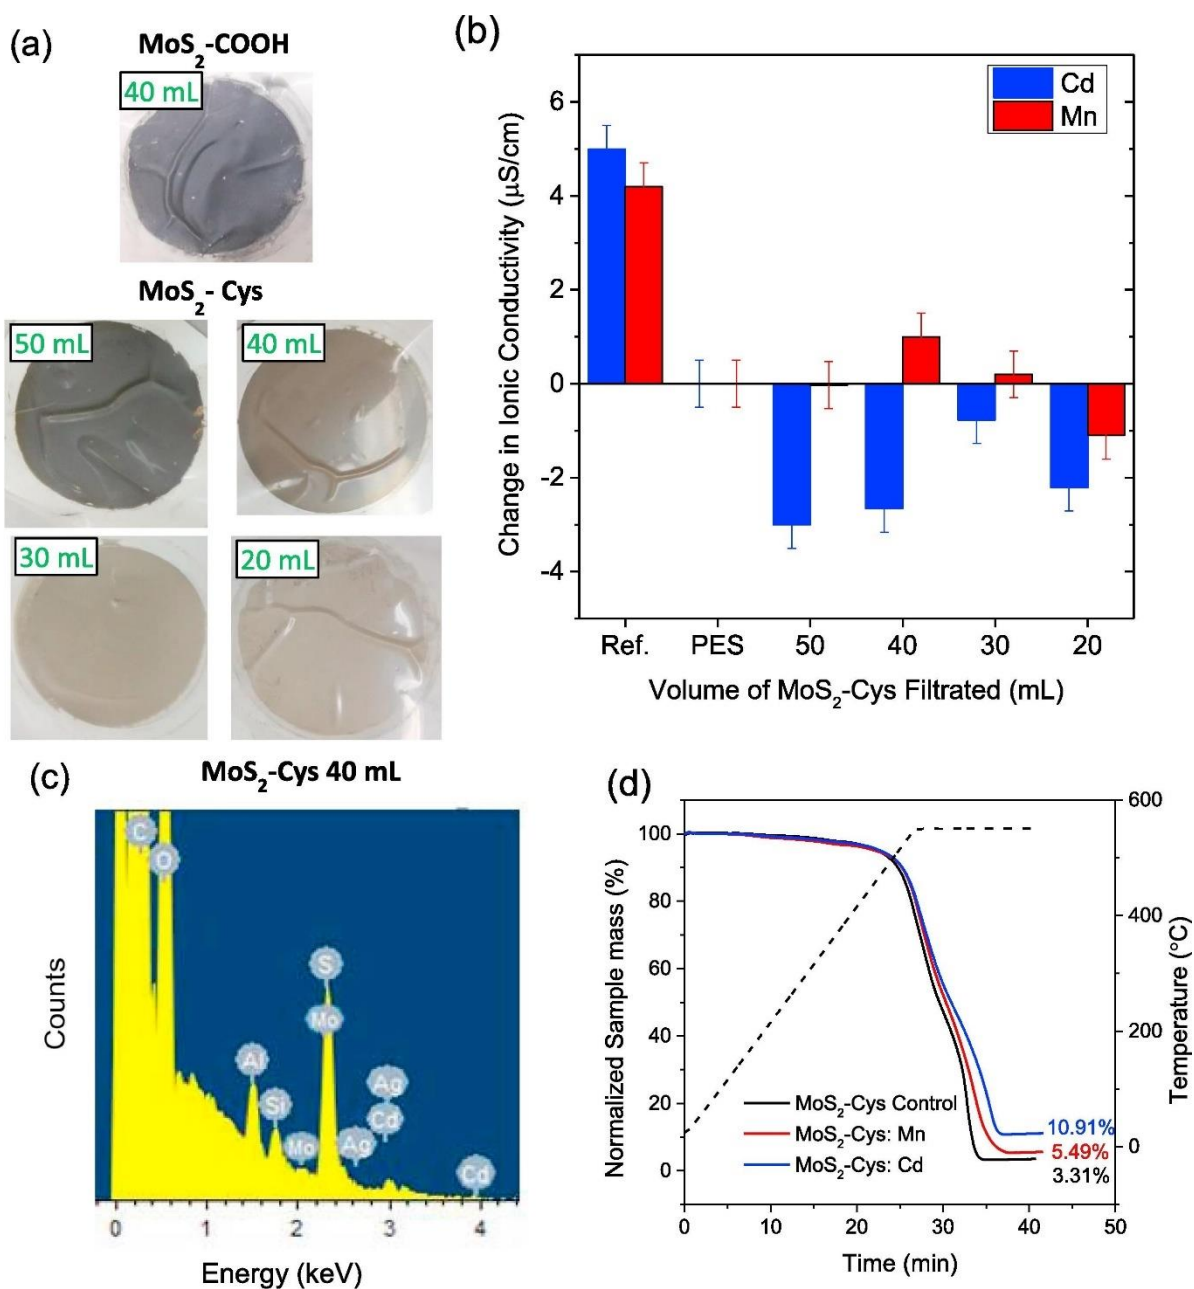 (a)
MoS2-COOH
40 mL
MoS2- Cys
50 mL
40 mL
30 mL
20 mL
(b)
Change in Ionic Conductivity (μS/cm)
6
4
2
0
-2
-4
Cd
Mn
Ref. PES 50 40 30 20
Volume of MoS2-Cys Filtrated (mL)
(c)
MoS2-Cys 40 mL
Counts
C
O
Al
Si
Mo
S
Mo
Ag
Ag
Cd
Cd
0 1 2 3 4
Energy (keV)
(d)
Normalized Sample mass (%)
100
80
60
40
20
0
MoS2-Cys Control
MoS2-Cys: Mn
MoS2-Cys: Cd
10.91%
5.49%
3.31%
600
400
200
0
Temperature (°C)
0 10 20 30 40 50
Time (min)